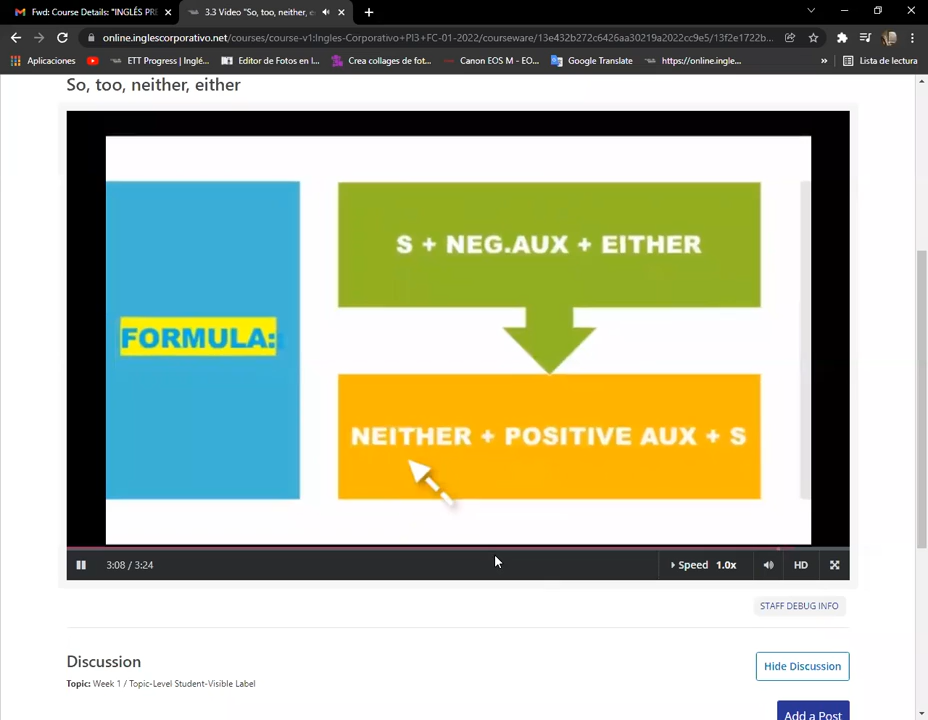 Fwd: Course Details: "INGLÉS PRE
3.3 Video "So, too, neither, e
online.inglescorporativo.net/courses/course-v1:Ingles-Corporativo+PI3+FC-01-2022/courseware/13e432b272c6426aa30219a2022cc9e5/13f2e1722b...
Aplicaciones
ETT Progress | Inglé...
Editor de Fotos en l...
Crea collages de fot...
Canon EOS M - EO...
Google Translate
https://online.ingle...
»
Lista de lectura
So, too, neither, either
S + NEG.AUX + EITHER
FORMULA:
NEITHER + POSITIVE AUX + S
3:08 / 3:24
Speed 1.0x
HD
STAFF DEBUG INFO
Discussion
Hide Discussion
Topic: Week 1 / Topic-Level Student-Visible Label
Add a Post